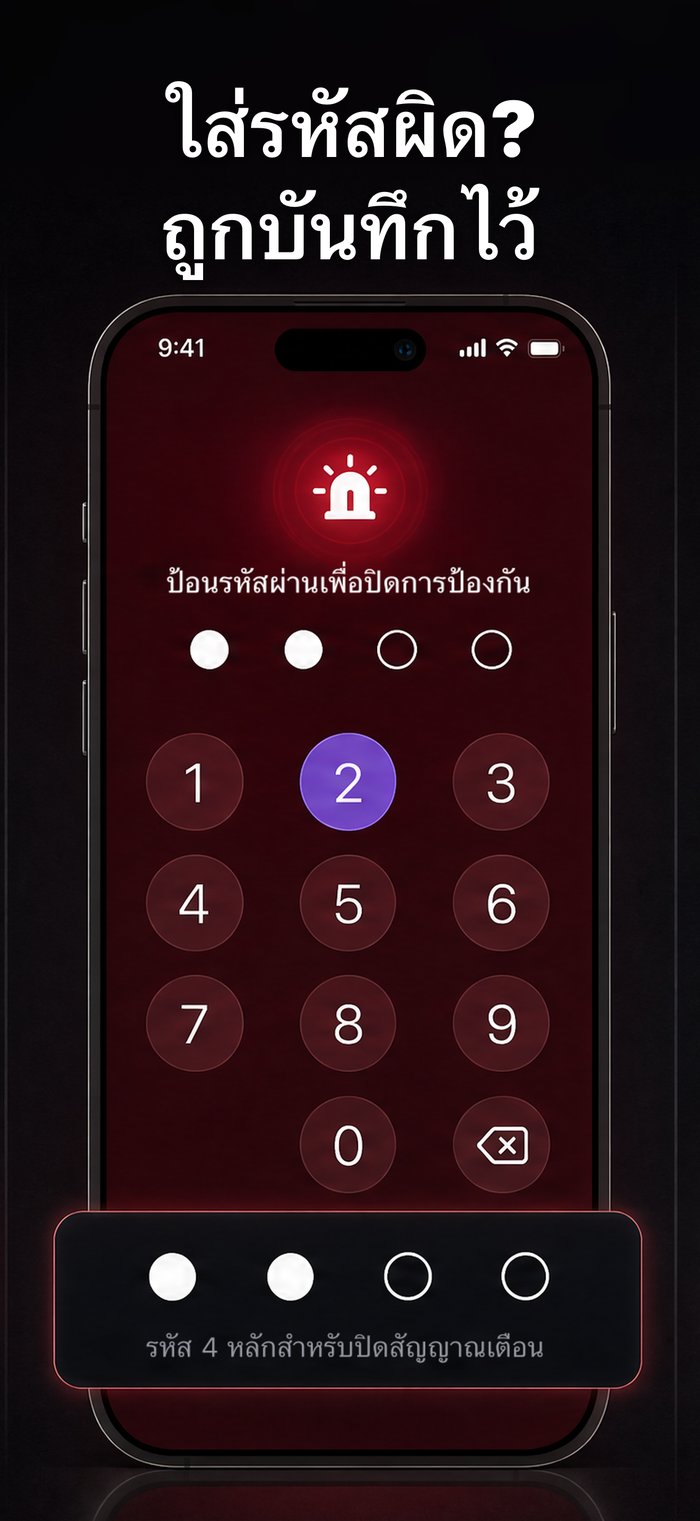 ใส่รหัสผิด?
ถูกบันทึกไว้
9:41
ป้อนรหัสผ่านเพื่อปิดการป้องกัน
1 2 3
4 5 6
7 8 9
0
รหัส 4 หลักสำหรับปิดสัญญาณเตือน